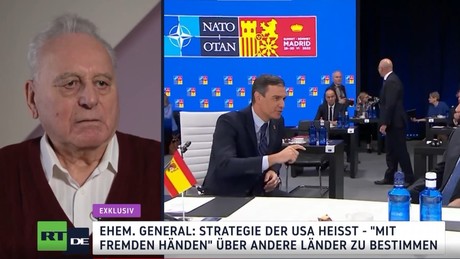 NATO
OTAN
MADRID
EXKLUSIV
EHEM. GENERAL: STRATEGIE DER USA HEISST - "MIT
FREMDEN HÄNDEN" ÜBER ANDERE LÄNDER ZU BESTIMMEN
RT DE